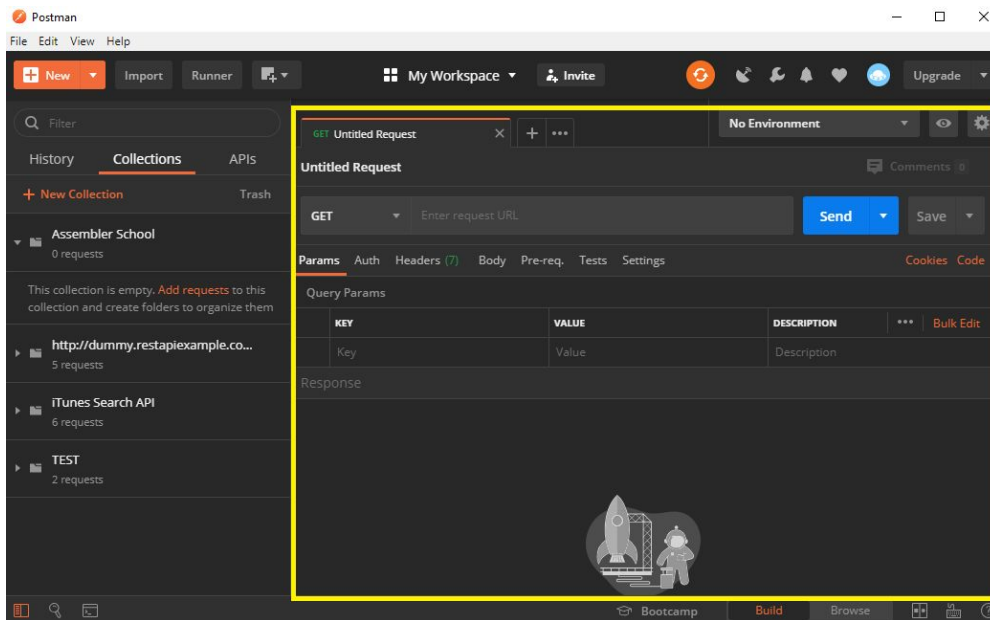 Postman
File Edit View Help
New Import Runner My Workspace Invite Upgrade
Filter
History Collections APIs
+ New Collection Trash
Assembler School
0 requests
This collection is empty. Add requests to this
collection and create folders to organize them
http://dummy.restapiexample.co...
5 requests
iTunes Search API
6 requests
TEST
2 requests
GET Untitled Request + ••• No Environment
Untitled Request Comments 0
GET Enter request URL Send Save
Params Auth Headers (7) Body Pre-req. Tests Settings Cookies Code
Query Params
KEY VALUE DESCRIPTION ••• Bulk Edit
Key Value Description
Response
Bootcamp Build Browse